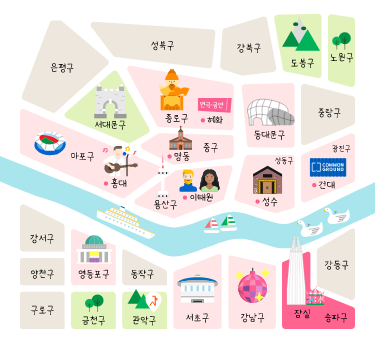 은평구
성북구
강북구
도봉구
노원구
서대문구
종로구
연극·공연
혜화
동대문구
중랑구
마포구
홍대
명동
중구
성동구
성수
광진구
COMMON
GROUND
건대
용산구
이태원
강서구
양천구
구로구
영등포구
동작구
금천구
관악구
서초구
강남구
잠실
송파구
강동구